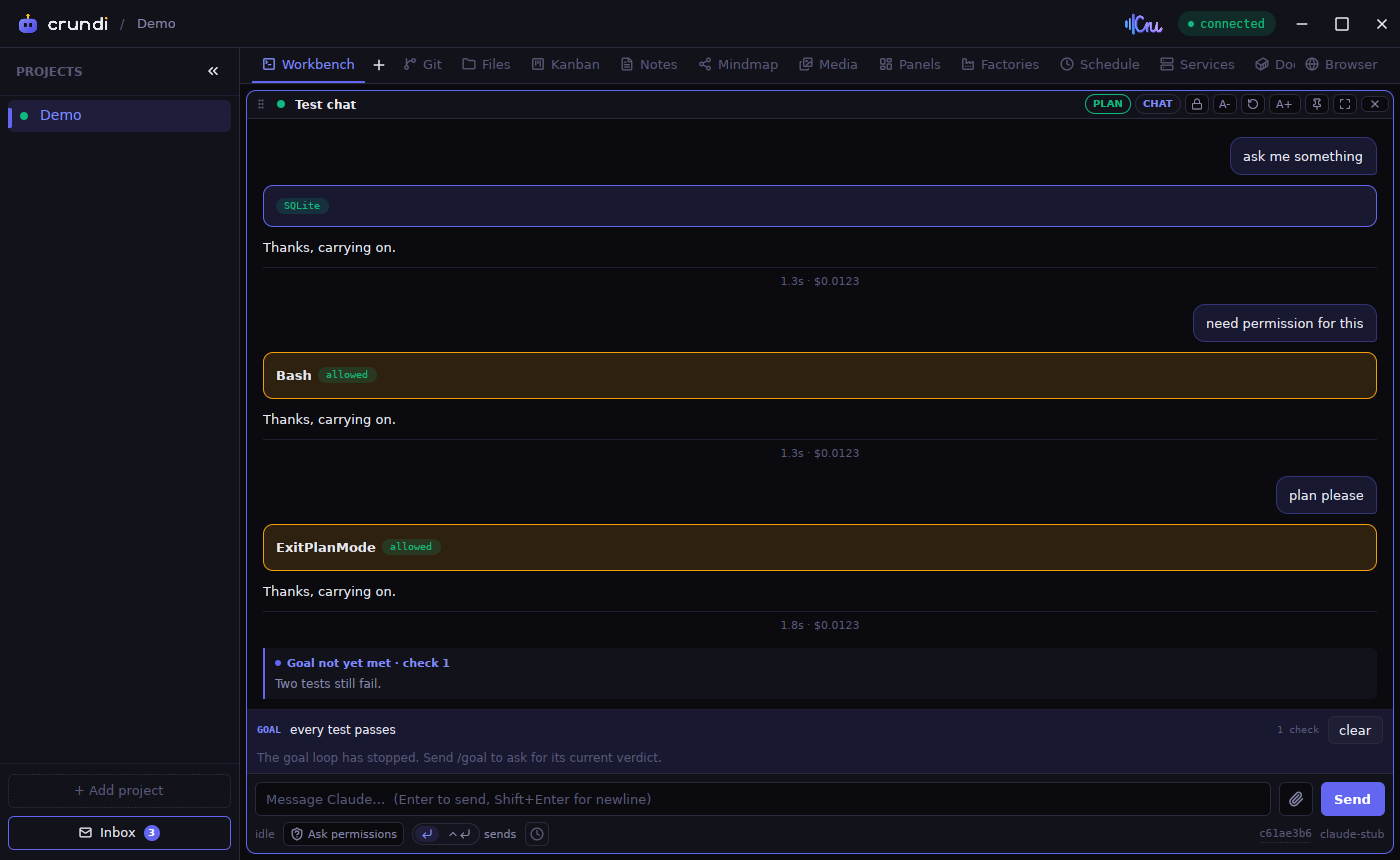 crundi / Demo
Cru
connected
PROJECTS
Workbench
Git
Files
Kanban
Notes
Mindmap
Media
Panels
Factories
Schedule
Services
Browser
Demo
Test chat
PLAN
CHAT
A-
A+
ask me something
SQLite
Thanks, carrying on.
1.3s · $0.0123
need permission for this
Bash allowed
Thanks, carrying on.
1.3s · $0.0123
plan please
ExitPlanMode allowed
Thanks, carrying on.
1.8s · $0.0123
Goal not yet met · check 1
Two tests still fail.
GOAL every test passes
1 check
clear
The goal loop has stopped. Send /goal to ask for its current verdict.
Message Claude... (Enter to send, Shift+Enter for newline)
Send
idle
Ask permissions
sends
c61ae3b6
claude-stub
+ Add project
Inbox 3